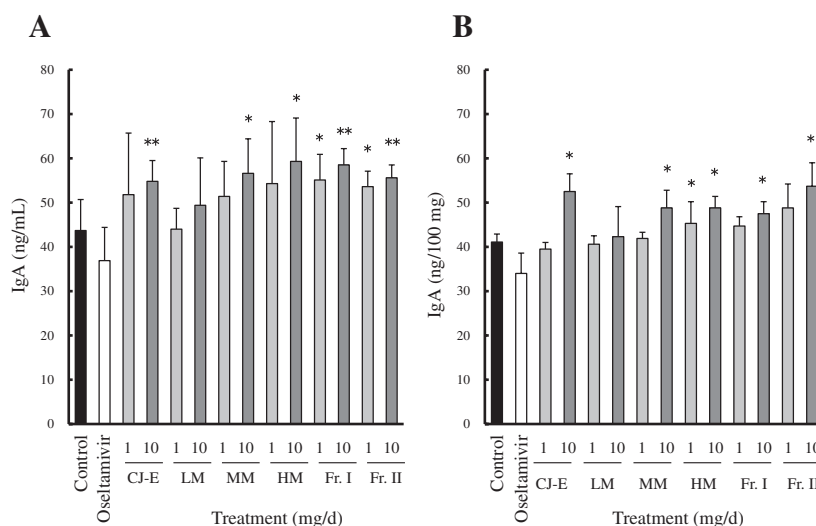 A
80
70
60
50
40
30
20
10
0
IgA (ng/mL)
** * * * ** * **
Control
Oseltamivir
1 10 1 10 1 10 1 10 1 10 1 10
CJ-E LM MM HM Fr. I Fr. II
Treatment (mg/d)
B
80
70
60
50
40
30
20
10
0
IgA (ng/100 mg)
* * * * * *
Control
Oseltamivir
1 10 1 10 1 10 1 10 1 10 1 10
CJ-E LM MM HM Fr. I Fr. II
Treatment (mg/d)